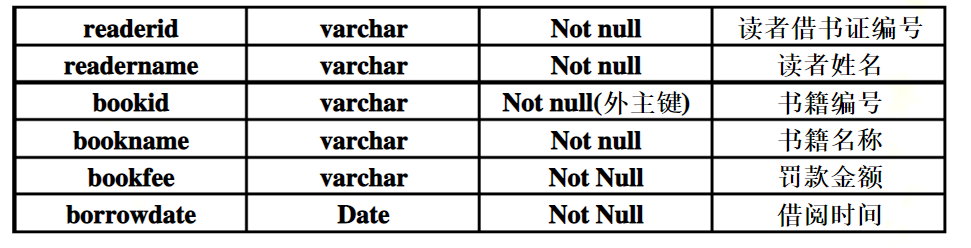 readerid varchar Not null 读者借书证编号
readername varchar Not null 读者姓名
bookid varchar Not null(外主键) 书籍编号
bookname varchar Not null 书籍名称
bookfee varchar Not Null 罚款金额
borrowdate Date Not Null 借阅时间